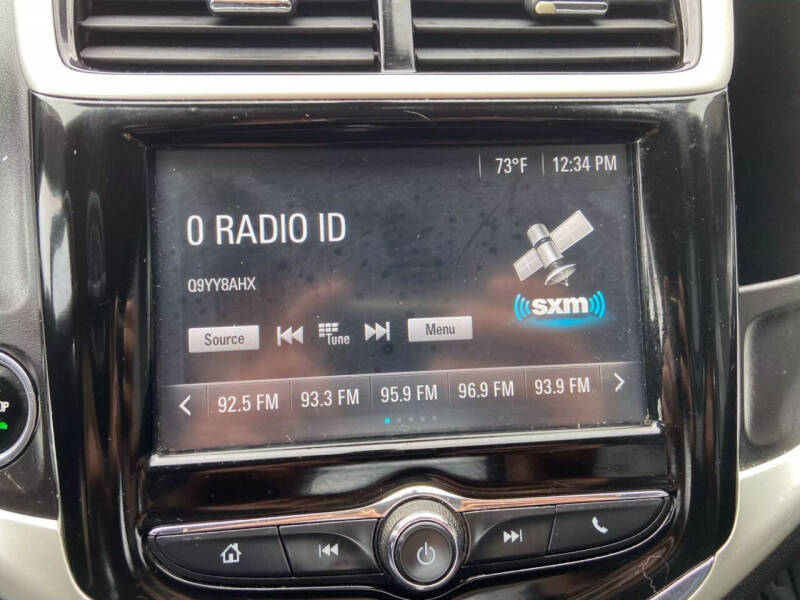 73°F 12:34 PM
0 RADIO ID
Q9YY8AHX
sxm
Source Tune Menu
92.5 FM 93.3 FM 95.9 FM 96.9 FM 93.9 FM